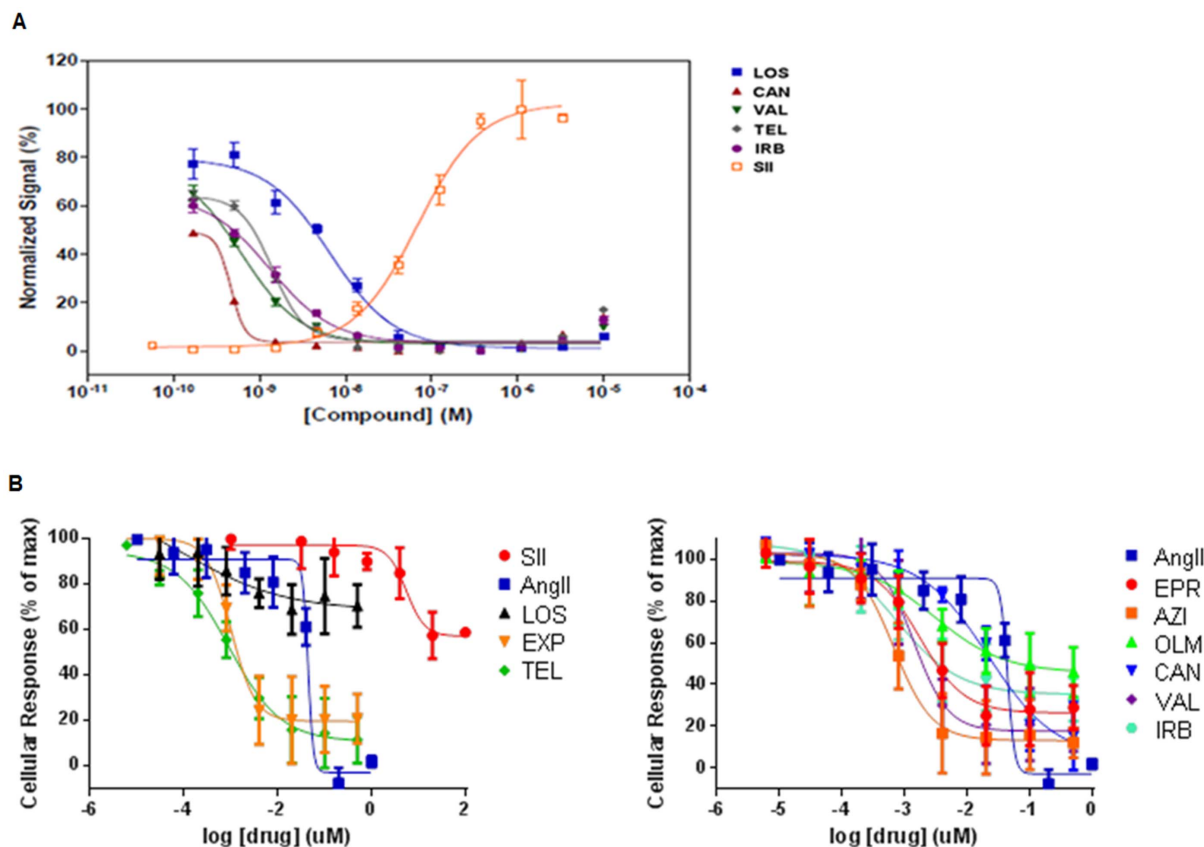 A
Normalized Signal (%)
120
100
80
60
40
20
0
10-11
10-10
10-9
10-8
10-7
10-6
10-5
10-4
[Compound] (M)
LOS
CAN
VAL
TEL
IRB
SII
B
Cellular Response (% of max)
100
80
60
40
20
0
-6
-4
-2
0
2
log [drug] (uM)
SII
AngII
LOS
EXP
TEL
Cellular Response (% of max)
100
80
60
40
20
0
-6
-5
-4
-3
-2
-1
0
log [drug] (uM)
AngII
EPR
AZI
OLM
CAN
VAL
IRB